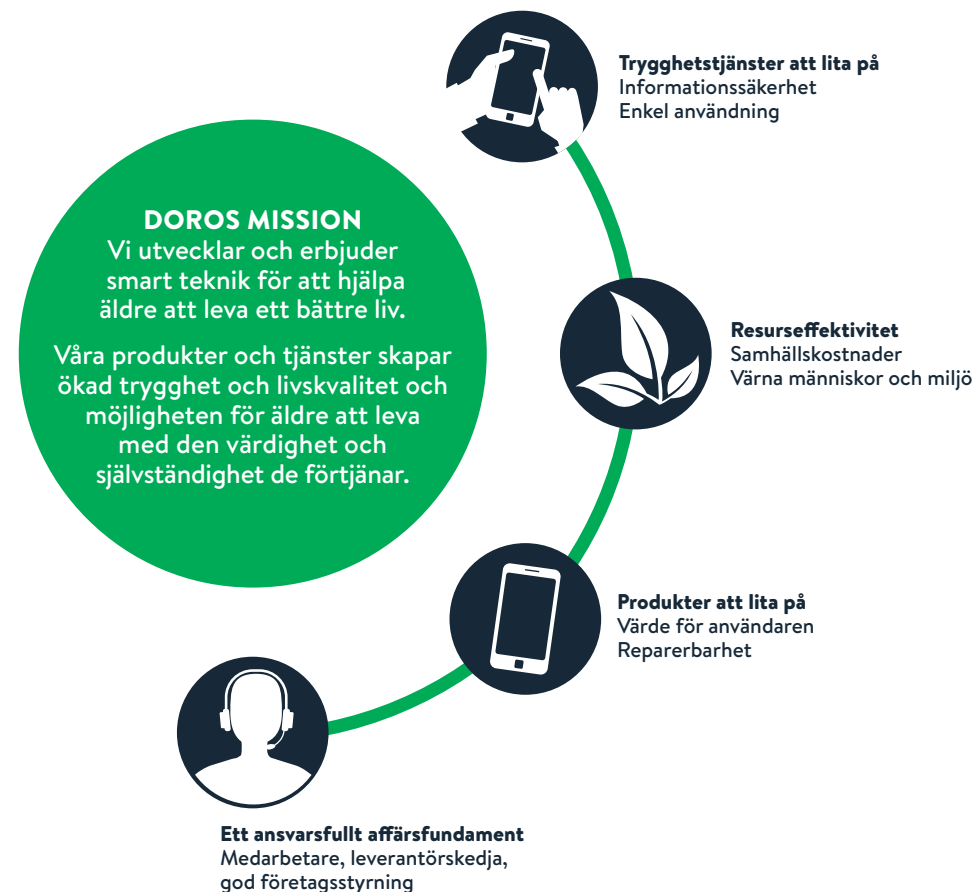 Trygghetstjänster att lita på
Informationssäkerhet
Enkel användning
DOROS MISSION
Vi utvecklar och erbjuder
smart teknik för att hjälpa
äldre att leva ett bättre liv.
Våra produkter och tjänster skapar
ökad trygghet och livskvalitet och
möjligheten för äldre att leva
med den värdighet och
självständighet de förtjänar.
Resurseffektivitet
Samhällskostnader
Värna människor och miljö
Produkter att lita på
Värde för användaren
Reparerbarhet
Ett ansvarsfullt affärsfundament
Medarbetare, leverantörskedja,
god företagsstyrning